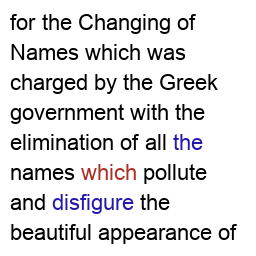 for the Changing of
Names which was
charged by the Greek
government with the
elimination of all the
names which pollute
and disfigure the
beautiful appearance of